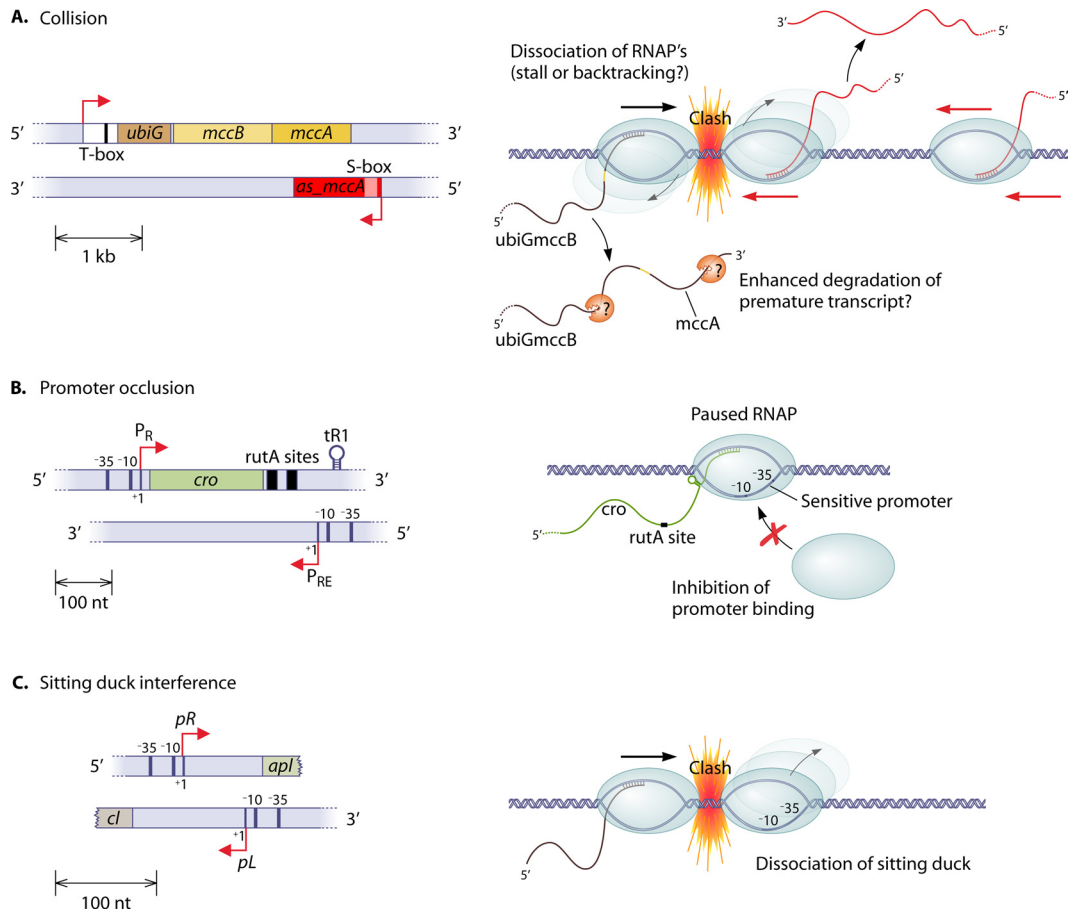 A. Collision
5′
ubiG
mccB
mccA
3′
T-box
S-box
3′
as_mccA
5′
1 kb
Dissociation of RNAP's
(stall or backtracking?)
Clash
3′
5′
5′
5′
5′
ubiGmccB
?
3′
?
5′
ubiGmccB
mccA
Enhanced degradation of
premature transcript?
B. Promoter occlusion
PR
tR1
-35
-10
rutA sites
5′
cro
3′
+1
3′
-10
-35
5′
+1
PRE
100 nt
Paused RNAP
-35
-10
Sensitive promoter
cro
5′
rutA site
Inhibition of
promoter binding
C. Sitting duck interference
pR
-35
-10
5′
apl
+1
-10
-35
cl
3′
+1
pL
100 nt
Clash
-35
-10
5′
Dissociation of sitting duck